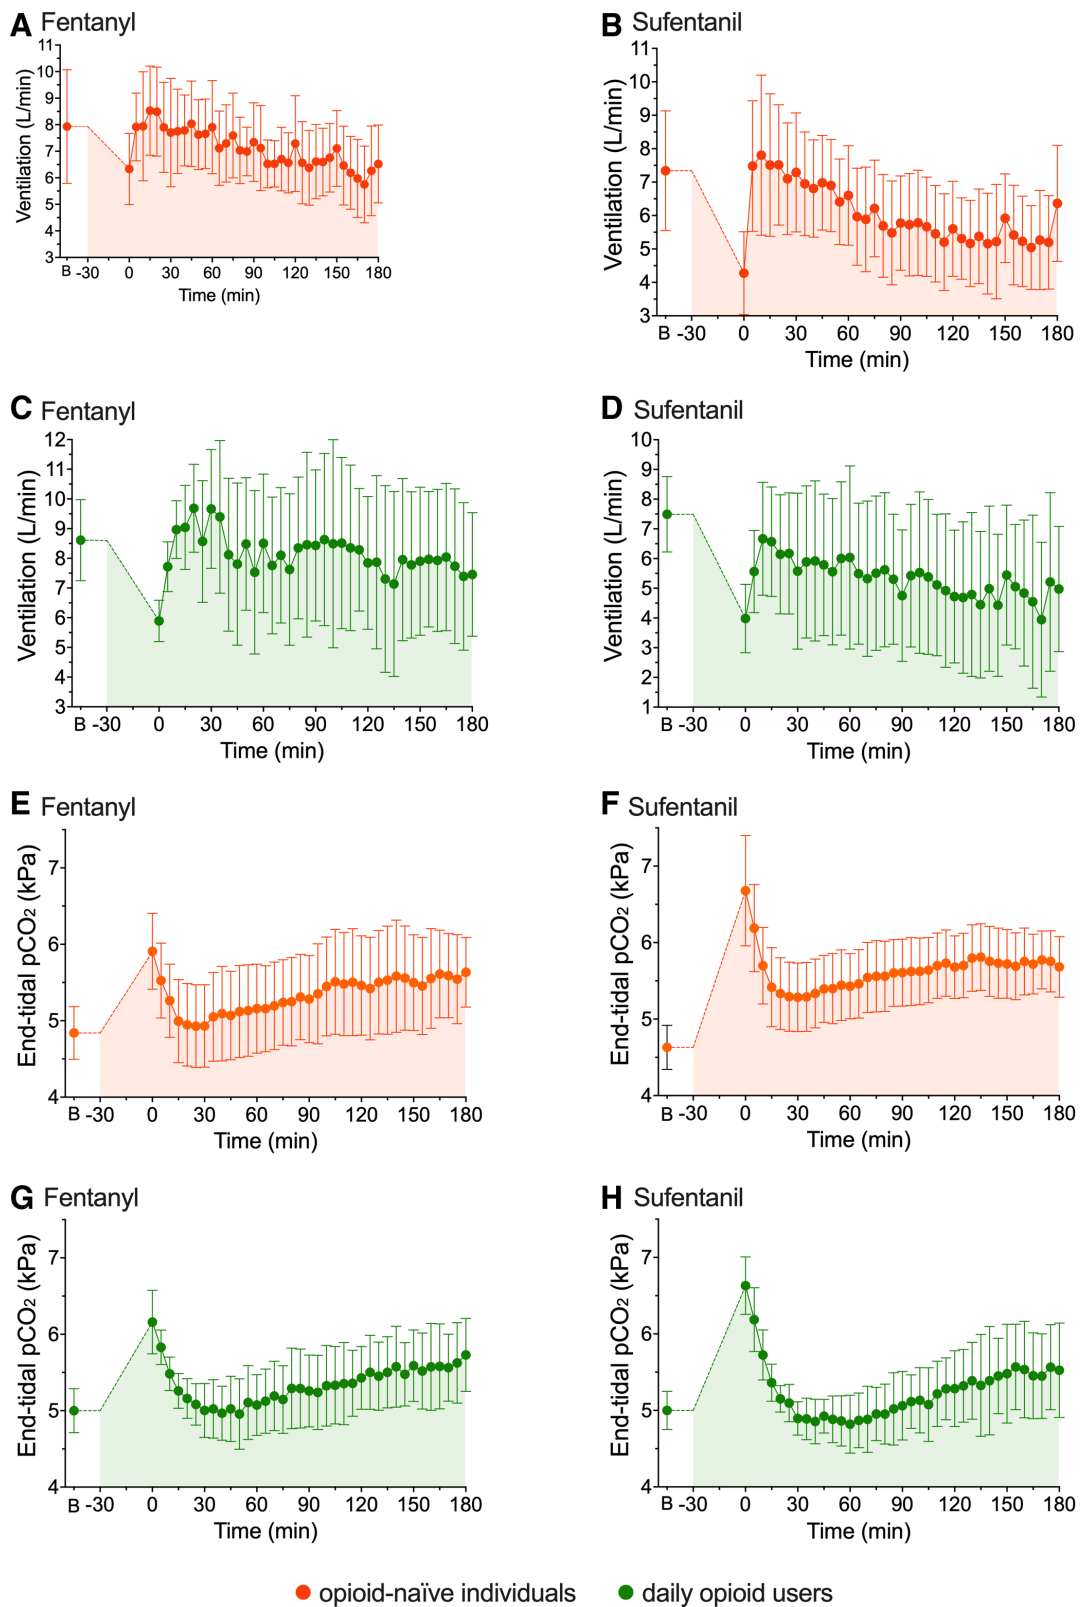 A Fentanyl
B Sufentanil
Ventilation (L/min)
11
10
9
8
7
6
5
4
3
B -30 0 30 60 90 120 150 180
Time (min)
Ventilation (L/min)
11
10
9
8
7
6
5
4
3
B -30 0 30 60 90 120 150 180
Time (min)
C Fentanyl
D Sufentanil
Ventilation (L/min)
12
11
10
9
8
7
6
5
4
3
B -30 0 30 60 90 120 150 180
Time (min)
Ventilation (L/min)
10
9
8
7
6
5
4
3
2
1
B -30 0 30 60 90 120 150 180
Time (min)
E Fentanyl
F Sufentanil
End-tidal pCO₂ (kPa)
7
6
5
4
B -30 0 30 60 90 120 150 180
Time (min)
End-tidal pCO₂ (kPa)
7
6
5
4
B -30 0 30 60 90 120 150 180
Time (min)
G Fentanyl
H Sufentanil
End-tidal pCO₂ (kPa)
7
6
5
4
B -30 0 30 60 90 120 150 180
Time (min)
End-tidal pCO₂ (kPa)
7
6
5
4
B -30 0 30 60 90 120 150 180
Time (min)
opioid-naïve individuals daily opioid users